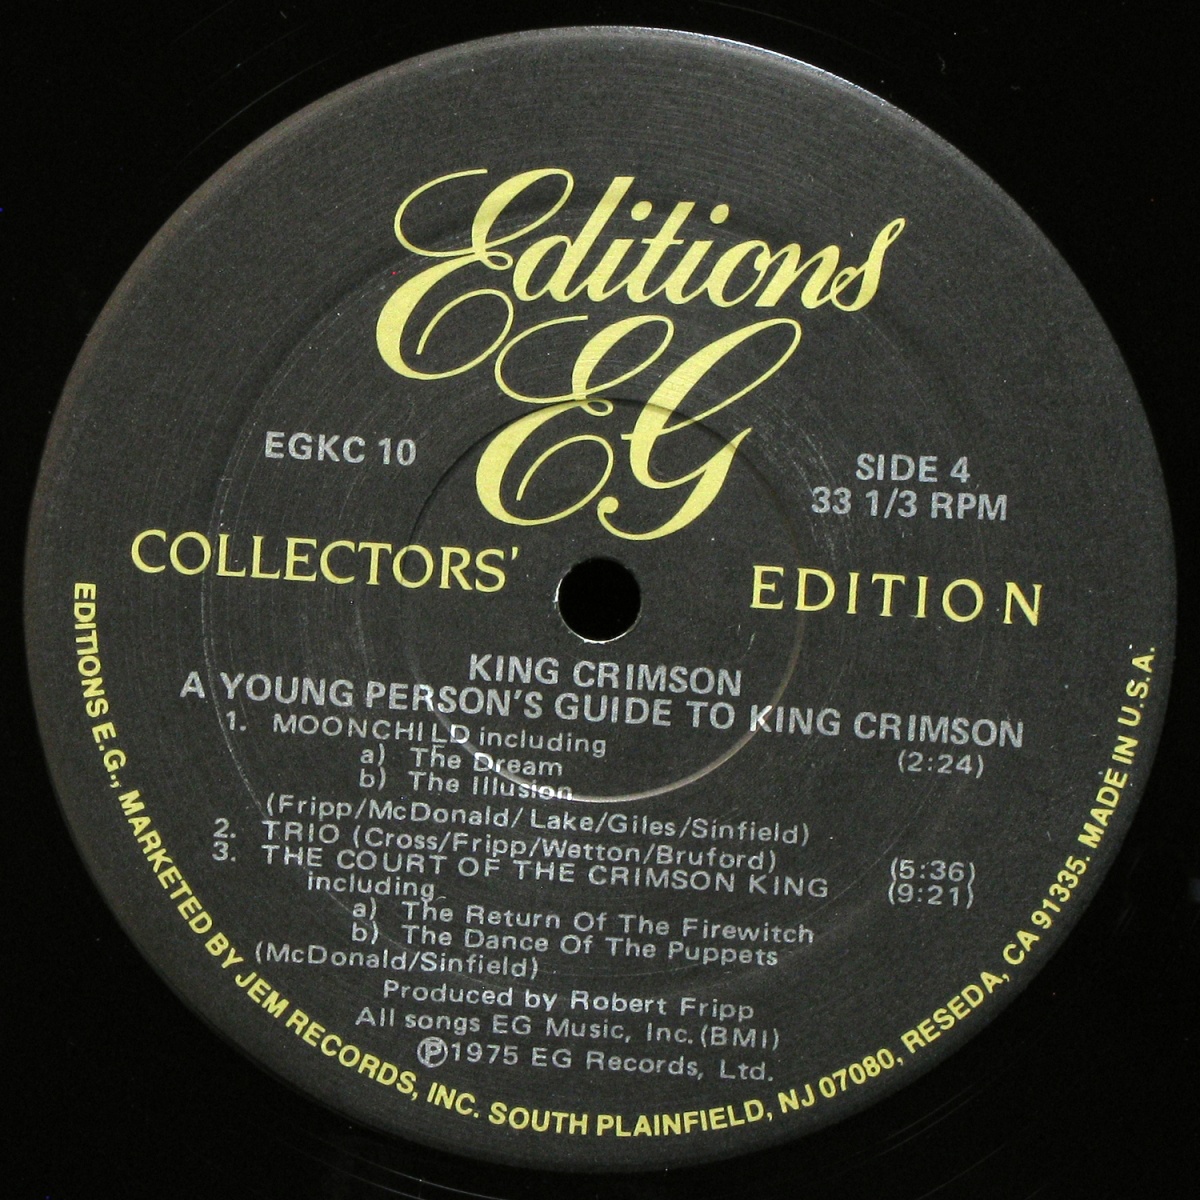 Editions
EG
EGKC 10
SIDE 4
33 1/3 RPM
COLLECTORS' EDITION
KING CRIMSON
A YOUNG PERSON'S GUIDE TO KING CRIMSON
1. MOONCHILD including (2:24)
a) The Dream
b) The Illusion
(Fripp/McDonald/Lake/Giles/Sinfield)
2. TRIO (Cross/Fripp/Wetton/Bruford) (5:36)
3. THE COURT OF THE CRIMSON KING (9:21)
including
a) The Return Of The Firewitch
b) The Dance Of The Puppets
(McDonald/Sinfield)
Produced by Robert Fripp
All songs EG Music, Inc. (BMI)
℗1975 EG Records, Ltd.
EDITIONS E.G., MARKETED BY JEM RECORDS, INC. SOUTH PLAINFIELD, NJ 07080, RESEDA, CA 91335. MADE IN U.S.A.